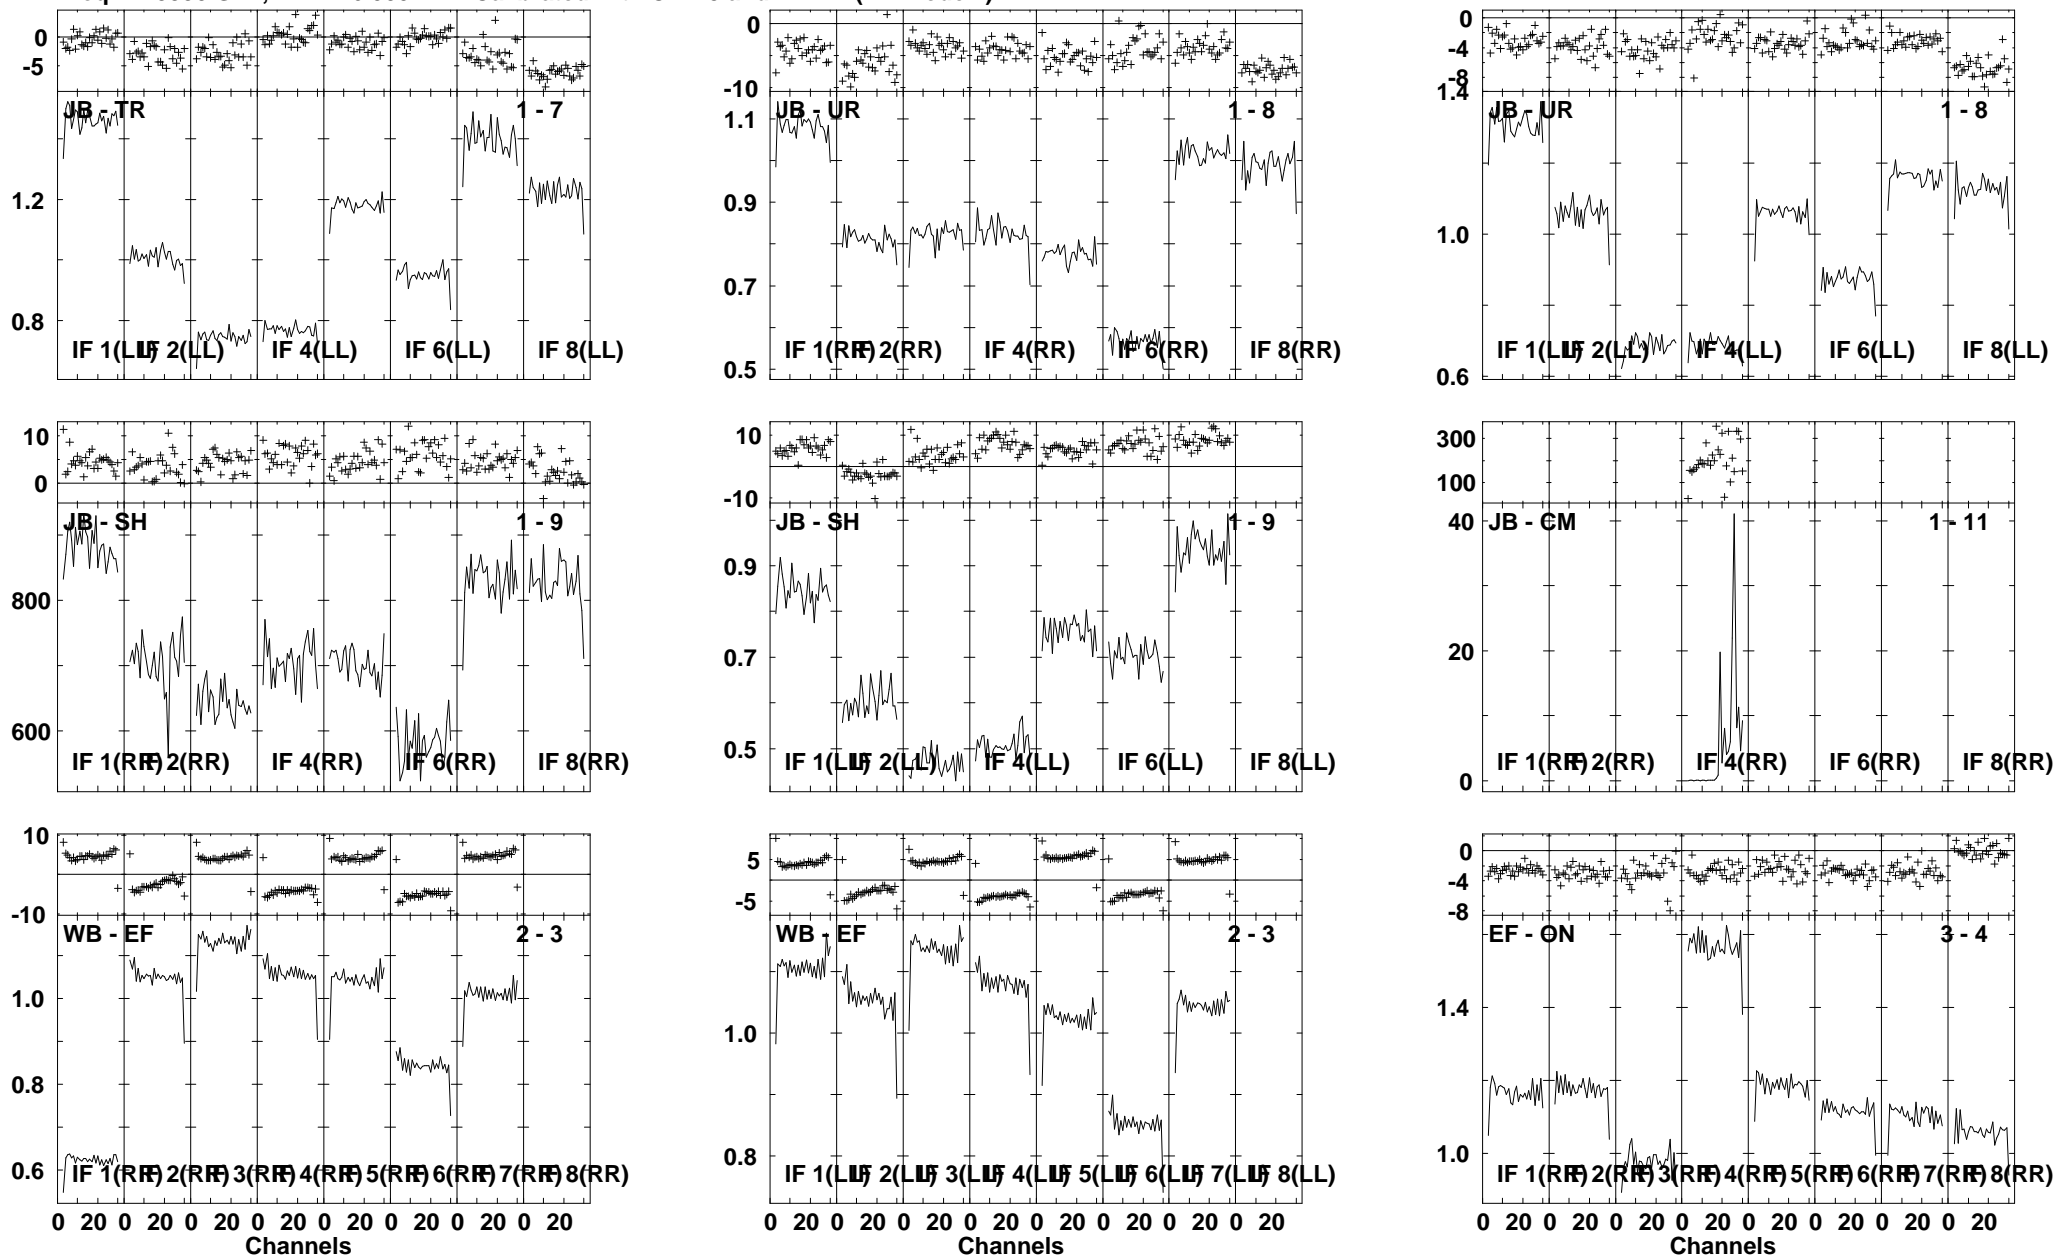 0
-5
JB - TR
1 - 7
1.2
0.8
IF 1(LL)
IF 2(LL)
IF 4(LL)
IF 6(LL)
IF 8(LL)
0
-10
JB - UR
1 - 8
1.1
0.9
0.7
0.5
IF 1(RR)
IF 2(RR)
IF 4(RR)
IF 6(RR)
IF 8(RR)
0
-4
-8
1.4
JB - UR
1 - 8
1.0
0.6
IF 1(LL)
IF 2(LL)
IF 4(LL)
IF 6(LL)
IF 8(LL)
10
0
JB - SH
1 - 9
800
600
IF 1(RR)
IF 2(RR)
IF 4(RR)
IF 6(RR)
IF 8(RR)
10
-10
JB - SH
1 - 9
0.9
0.7
0.5
IF 1(LL)
IF 2(LL)
IF 4(LL)
IF 6(LL)
IF 8(LL)
300
100
JB - CM
1 - 11
40
20
0
IF 1(RR)
IF 2(RR)
IF 4(RR)
IF 6(RR)
IF 8(RR)
10
-10
WB - EF
2 - 3
1.0
0.8
0.6
IF 1(RR)
IF 2(RR)
IF 3(RR)
IF 4(RR)
IF 5(RR)
IF 6(RR)
IF 7(RR)
IF 8(RR)
0 20 0 20 0 20 0 20 0 20 0 20 0 20 0 20
Channels
5
-5
WB - EF
2 - 3
1.0
0.8
IF 1(LL)
IF 2(LL)
IF 3(LL)
IF 4(LL)
IF 5(LL)
IF 6(LL)
IF 7(LL)
IF 8(LL)
0 20 0 20 0 20 0 20 0 20 0 20 0 20 0 20
Channels
0
-4
-8
EF - ON
3 - 4
1.4
1.0
IF 1(RR)
IF 2(RR)
IF 3(RR)
IF 4(RR)
IF 5(RR)
IF 6(RR)
IF 7(RR)
IF 8(RR)
0 20 0 20 0 20 0 20 0 20 0 20 0 20 0 20
Channels